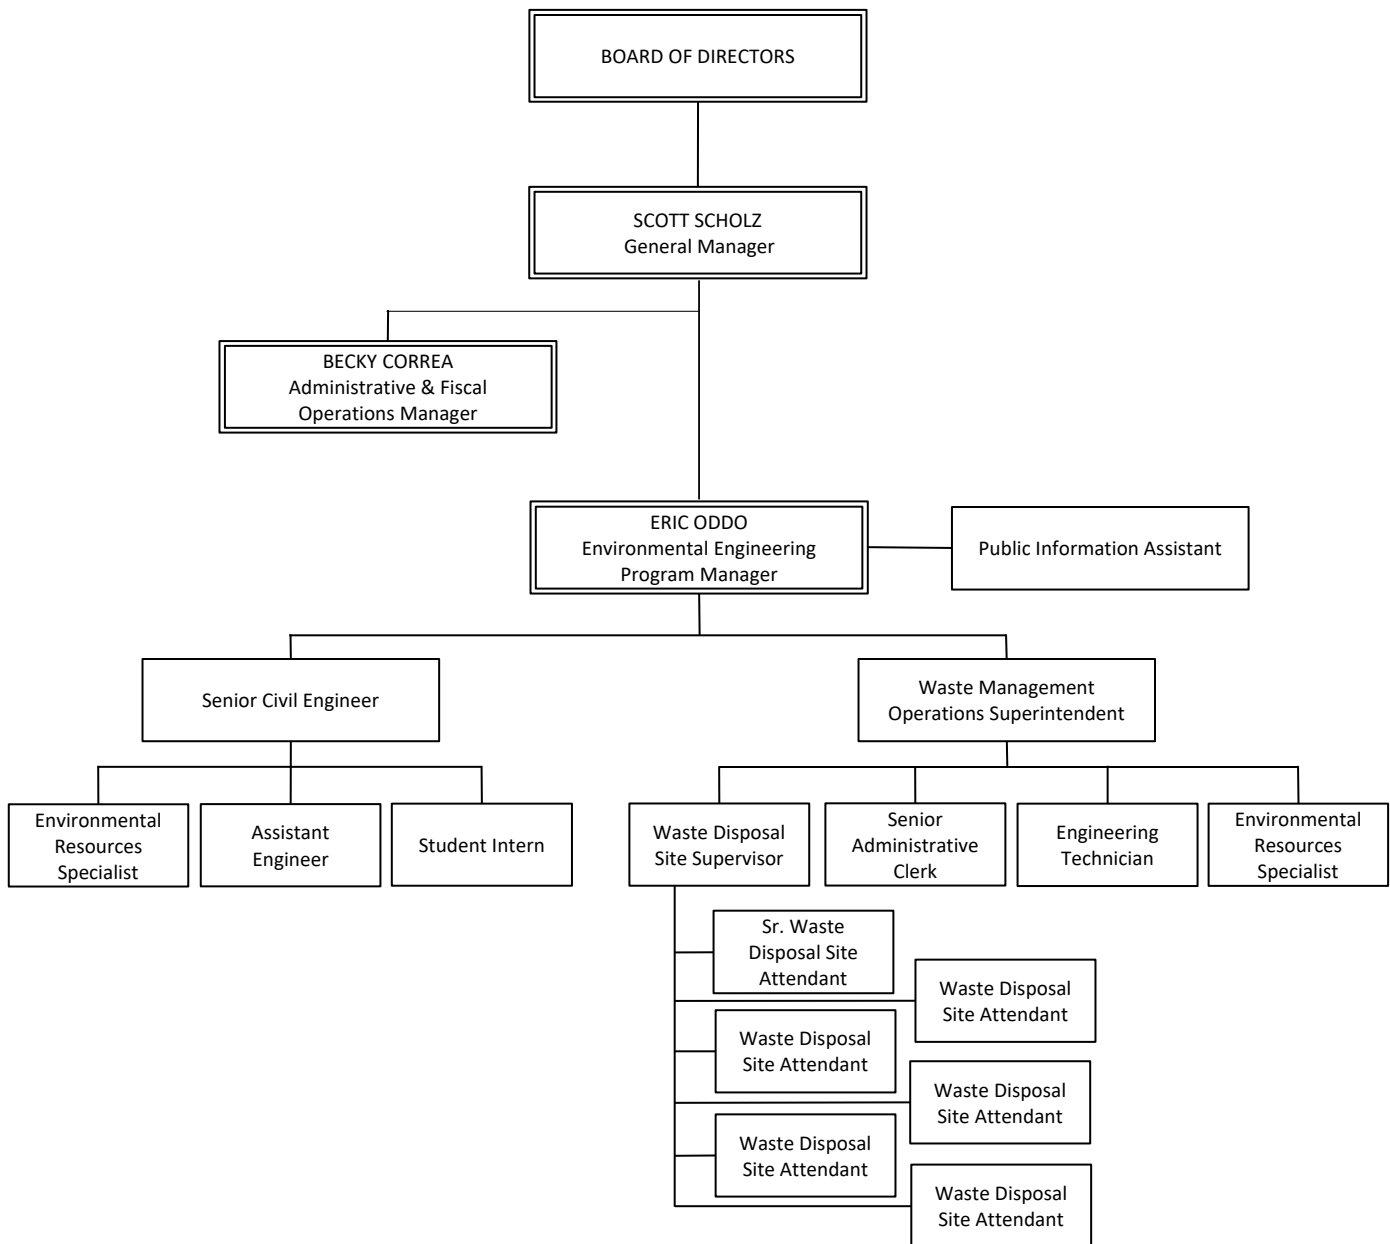 BOARD OF DIRECTORS
SCOTT SCHOLZ
General Manager
BECKY CORREA
Administrative & Fiscal
Operations Manager
ERIC ODDO
Environmental Engineering
Program Manager
Public Information Assistant
Senior Civil Engineer
Waste Management
Operations Superintendent
Environmental
Resources
Specialist
Assistant
Engineer
Student Intern
Waste Disposal
Site Supervisor
Senior
Administrative
Clerk
Engineering
Technician
Environmental
Resources
Specialist
Sr. Waste
Disposal Site
Attendant
Waste Disposal
Site Attendant
Waste Disposal
Site Attendant
Waste Disposal
Site Attendant
Waste Disposal
Site Attendant
Waste Disposal
Site Attendant